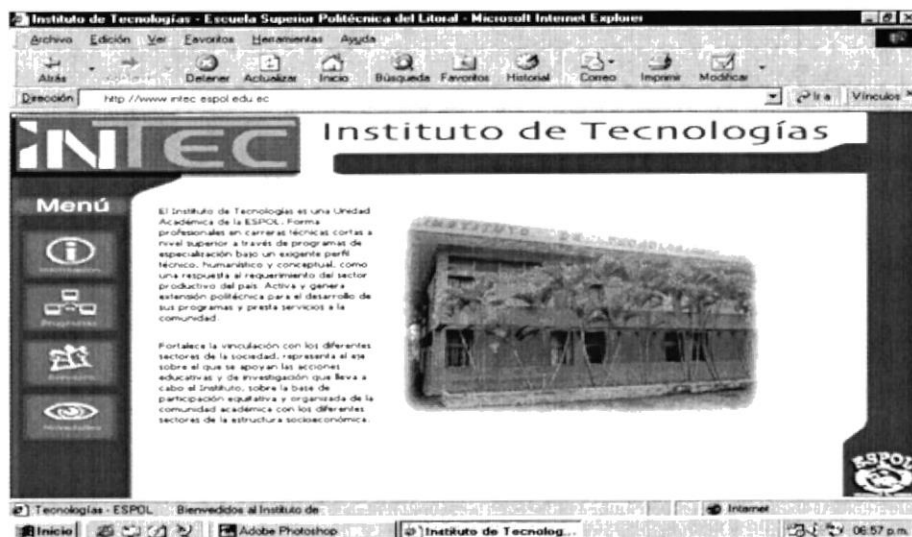 Instituto de Tecnologías - Escuela Superior Politécnica del Litoral - Microsoft Internet Explorer
Archivo Edición Ver Favoritos Herramientas Ayuda
Atrás Detener Actualizar Inicio Búsqueda Favoritos Historial Correo Imprimir Modificar
Dirección http://www.intec.espol.edu.ec Ir a Vínculos
INTEC
Instituto de Tecnologías
Menú
El Instituto de Tecnologías es una Unidad
Académica de la ESPOL. Forma
profesionales en carreras técnicas cortas a
nivel superior a través de programas de
especialización bajo un exigente perfil
técnico, humanístico y conceptual, como
una respuesta al requerimiento del sector
productivo del país. Activa y genera
extensión politécnica para el desarrollo de
sus programas y presta servicios a la
comunidad.
Fortalece la vinculación con los diferentes
sectores de la sociedad, representa el eje
sobre el que se apoyan las acciones
educativas y de investigación que lleva a
cabo el Instituto, sobre la base de
participación equitativa y organizada de la
comunidad académica con los diferentes
sectores de la estructura socioeconómica.
INSTITUTO DE TECNOLOGIAS
Programas
ESPOL
Tecnologías - ESPOL Bienvedidos al Instituto de Internet
Inicio Adobe Photoshop Instituto de Tecnolog... 06:57 p.m.